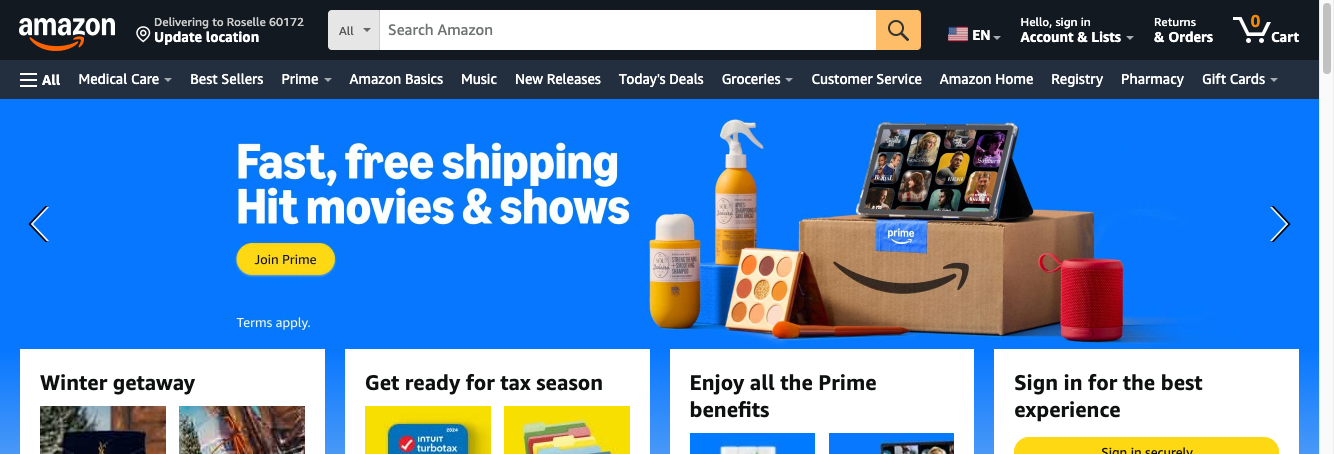 amazon
Delivering to Roselle 60172
Update location
All
Search Amazon
EN
Hello, sign in
Account & Lists
Returns
& Orders
0
Cart
All
Medical Care
Best Sellers
Prime
Amazon Basics
Music
New Releases
Today's Deals
Groceries
Customer Service
Amazon Home
Registry
Pharmacy
Gift Cards
Fast, free shipping
Hit movies & shows
Join Prime
Terms apply.
prime
Winter getaway
Get ready for tax season
Enjoy all the Prime
benefits
Sign in for the best
experience
2024
INTUIT
turbotax
Sign in securely